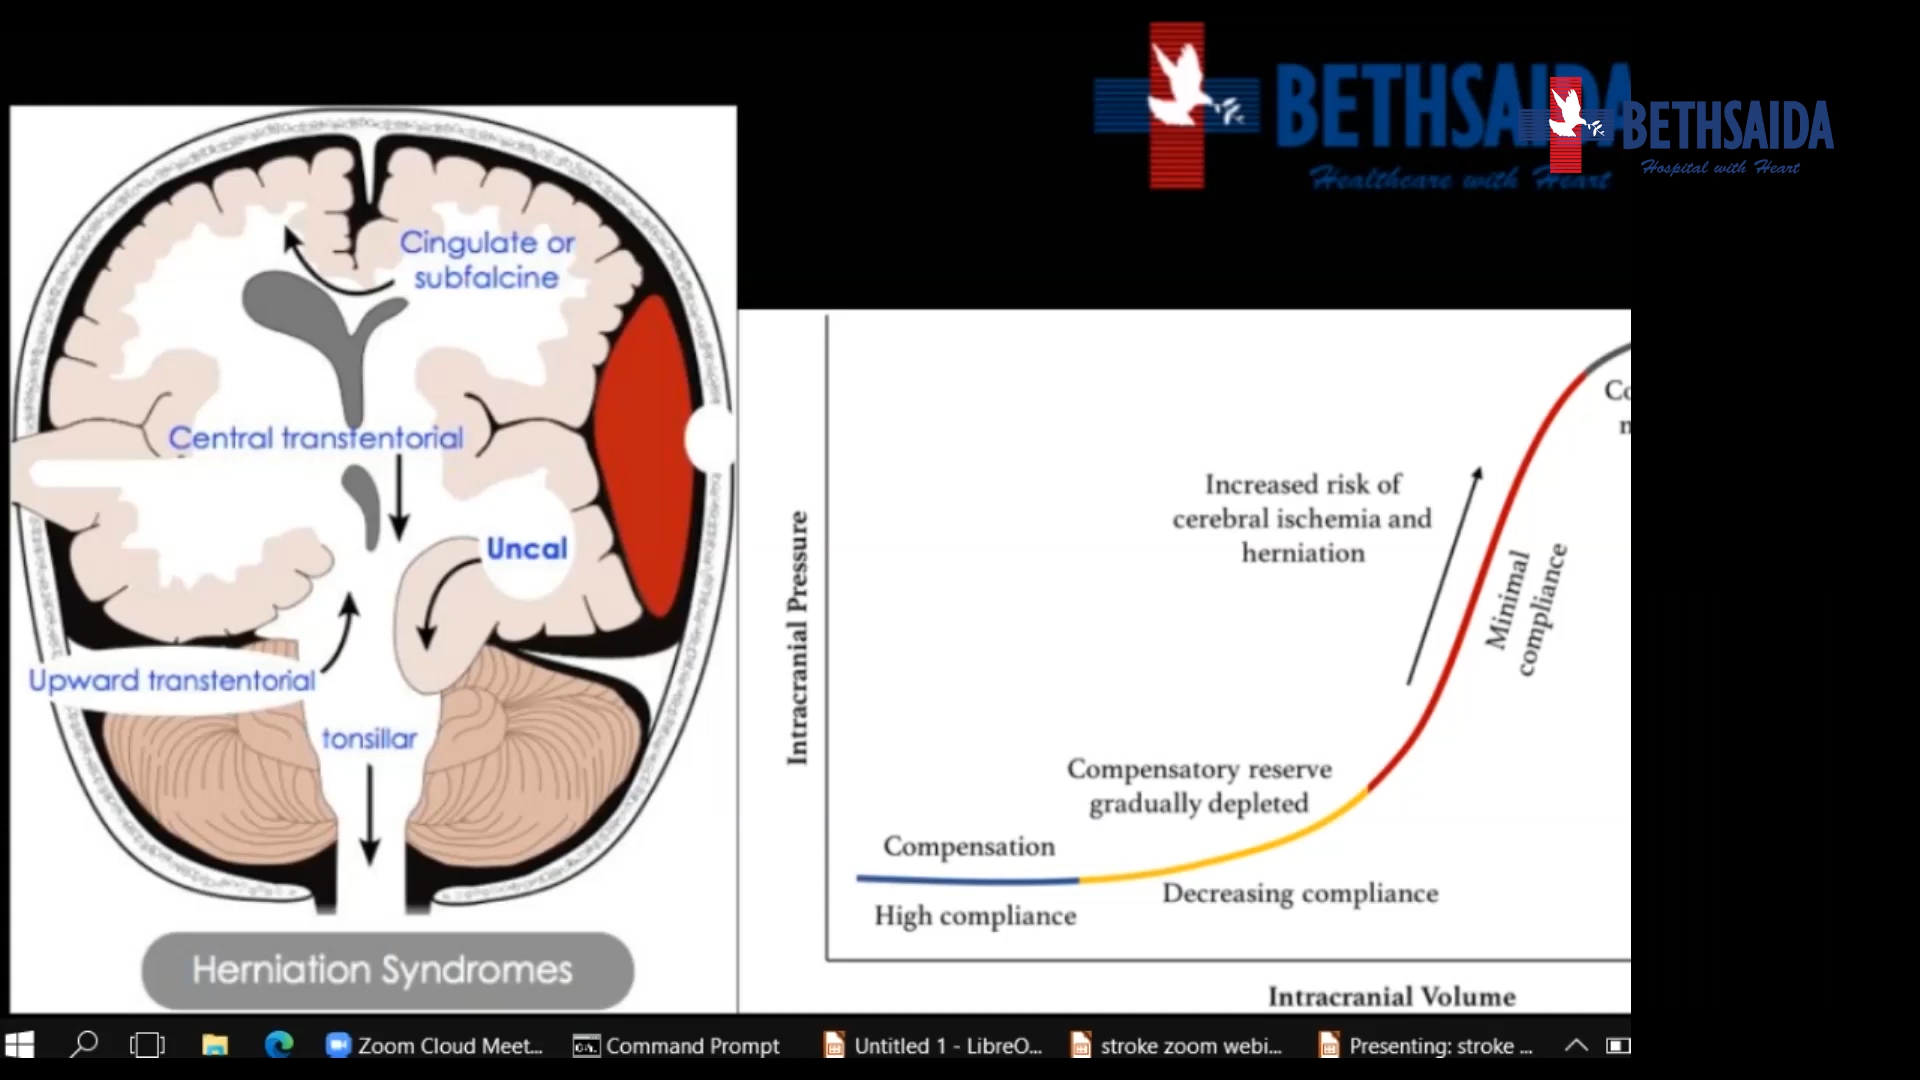 BETHSAIDA
Healthcare with Heart
BETHSAIDA
Hospital with Heart
Cingulate or
subfalcine
Central transtentorial
Uncal
Upward transtentorial
tonsillar
Herniation Syndromes
Intracranial Pressure
Increased risk of
cerebral ischemia and
herniation
Minimal
compliance
Compensatory reserve
gradually depleted
Compensation
Decreasing compliance
High compliance
Intracranial Volume
Zoom Cloud Meet...
Command Prompt
Untitled 1 - LibreO...
stroke zoom webi...
Presenting: stroke ...